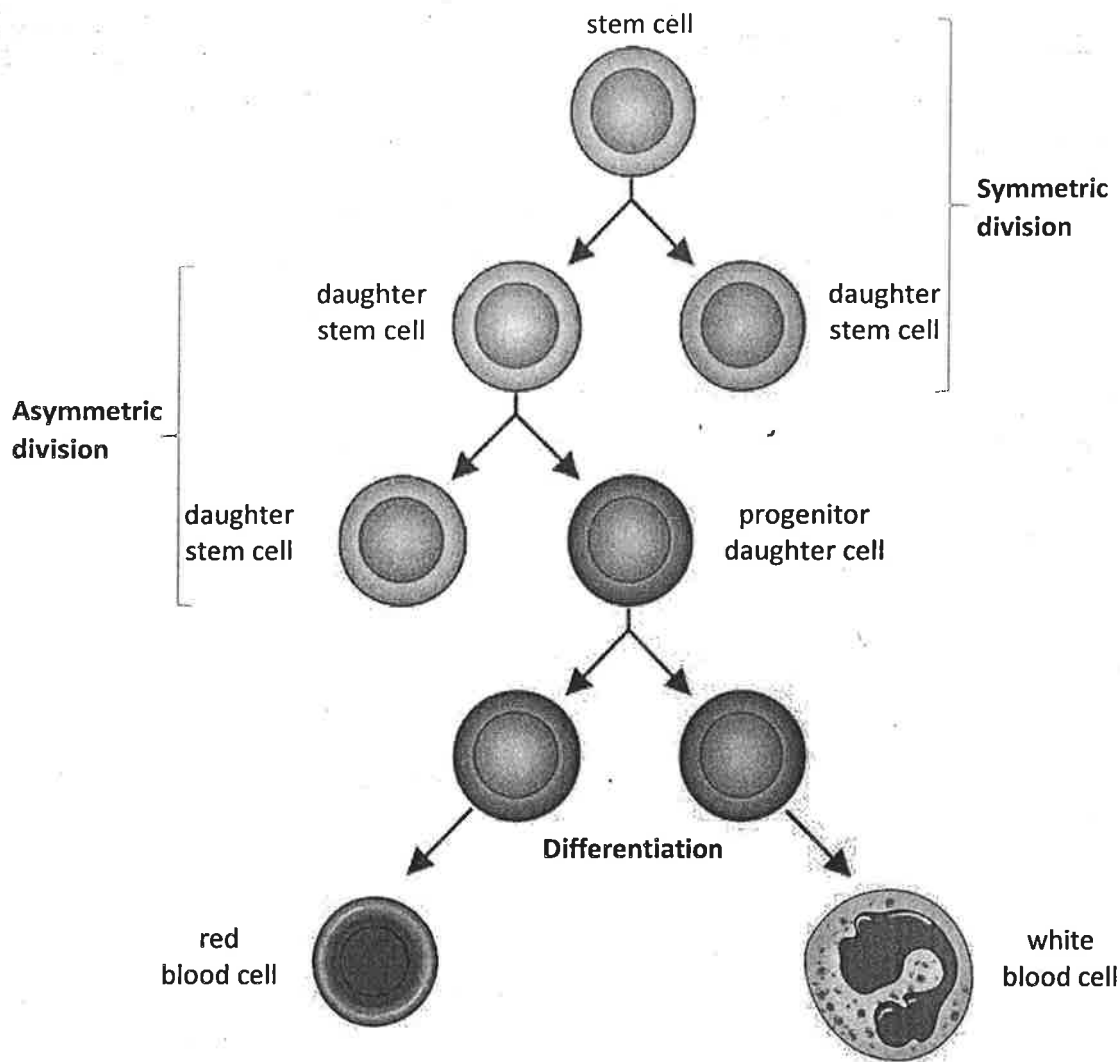 stem cell
Symmetric
division
daughter
stem cell
daughter
stem cell
Asymmetric
division
daughter
stem cell
progenitor
daughter cell
Differentiation
red
blood cell
white
blood cell